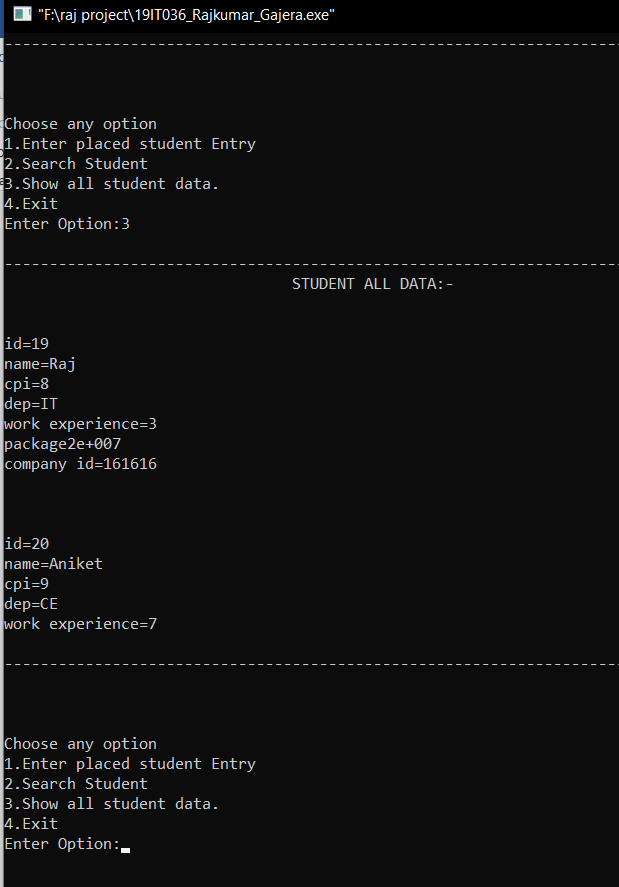 "F:\raj project\19IT036_Rajkumar_Gajera.exe"
--------------------------------------------------------------------
Choose any option
1.Enter placed student Entry
2.Search Student
3.Show all student data.
4.Exit
Enter Option:3
--------------------------------------------------------------------
STUDENT ALL DATA:-
id=19
name=Raj
cpi=8
dep=IT
work experience=3
package2e+007
company id=161616
id=20
name=Aniket
cpi=9
dep=CE
work experience=7
--------------------------------------------------------------------
Choose any option
1.Enter placed student Entry
2.Search Student
3.Show all student data.
4.Exit
Enter Option: